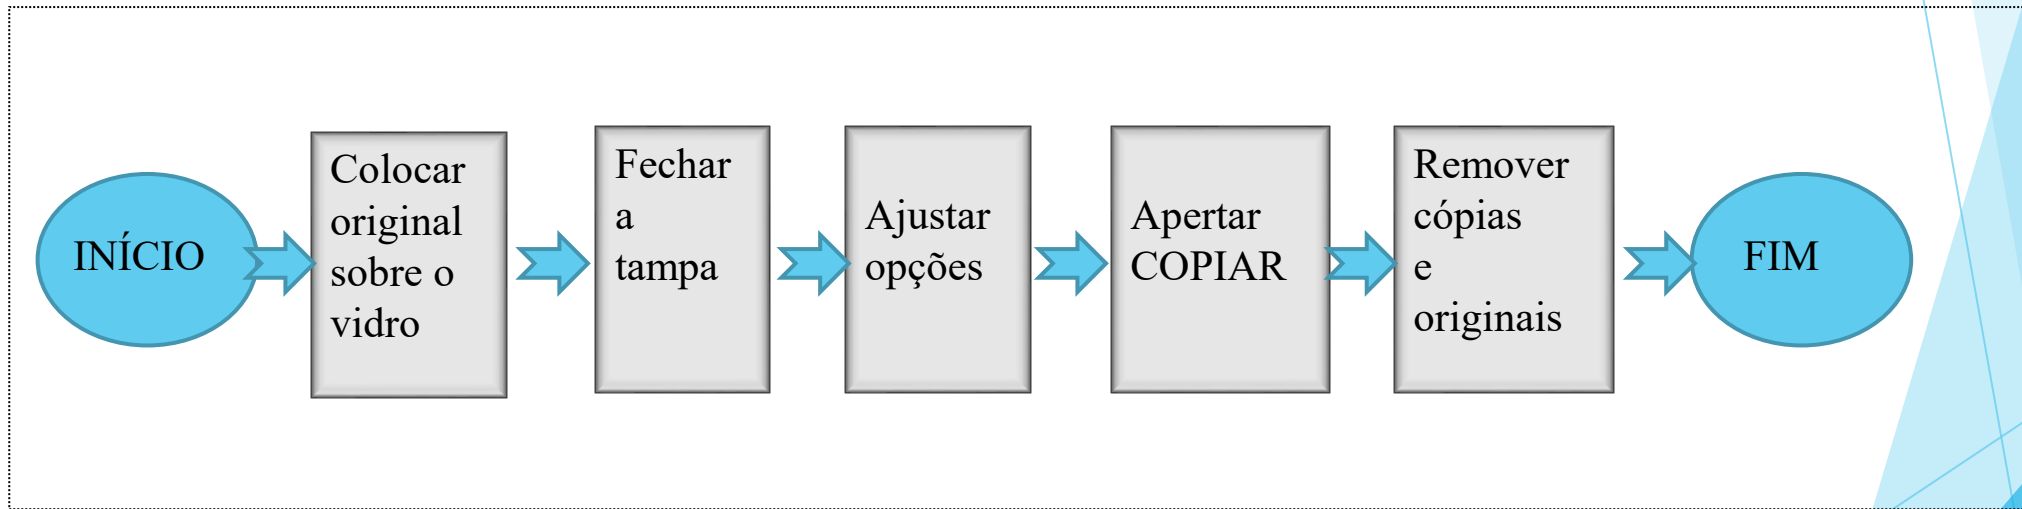 INÍCIO
Colocar
original
sobre o
vidro
Fechar
a
tampa
Ajustar
opções
Apertar
COPIAR
Remover
cópias
e
originais
FIM